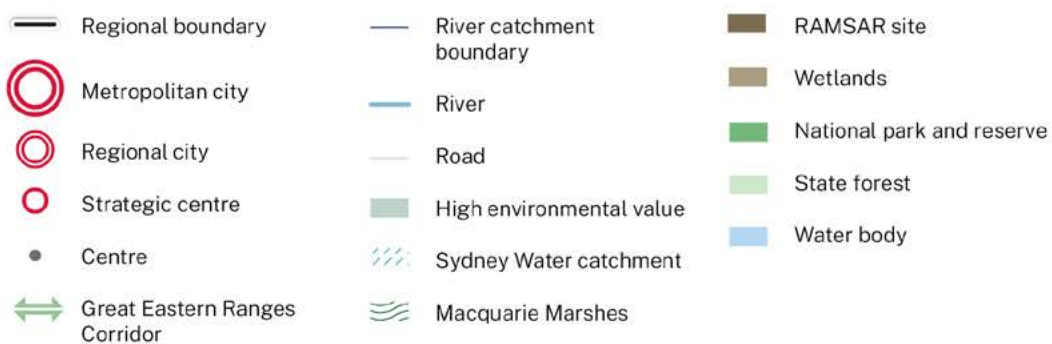 Regional boundary
Metropolitan city
Regional city
Strategic centre
Centre
Great Eastern Ranges
Corridor
River catchment
boundary
River
Road
High environmental value
Sydney Water catchment
Macquarie Marshes
RAMSAR site
Wetlands
National park and reserve
State forest
Water body